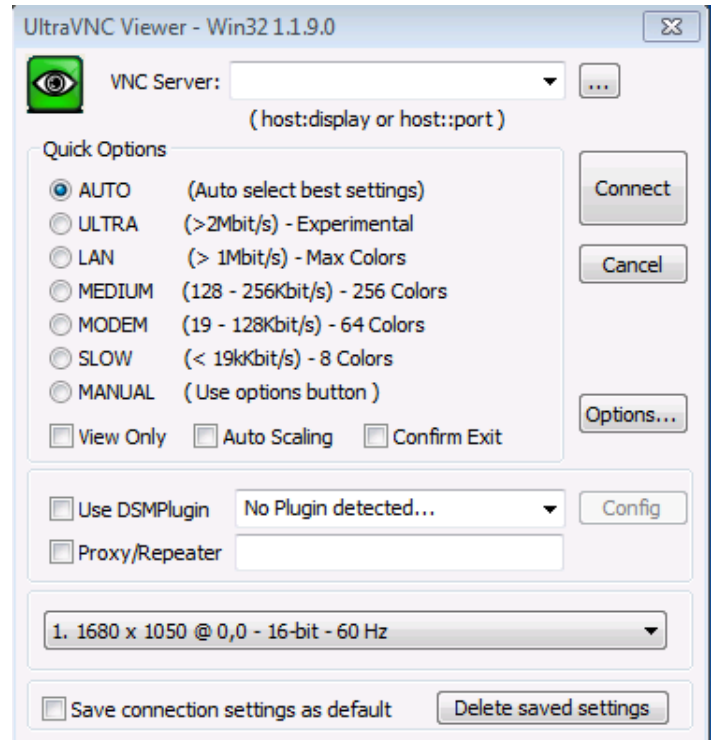 UltraVNC Viewer - Win32 1.1.9.0
VNC Server:
...
( host:display or host::port )
Quick Options
AUTO (Auto select best settings)
ULTRA (>2Mbit/s) - Experimental
LAN (> 1Mbit/s) - Max Colors
MEDIUM (128 - 256Kbit/s) - 256 Colors
MODEM (19 - 128Kbit/s) - 64 Colors
SLOW (< 19kKbit/s) - 8 Colors
MANUAL ( Use options button )
View Only Auto Scaling Confirm Exit
Connect
Cancel
Options...
Use DSMPlugin No Plugin detected... Config
Proxy/Repeater
1. 1680 x 1050 @ 0,0 - 16-bit - 60 Hz
Save connection settings as default Delete saved settings